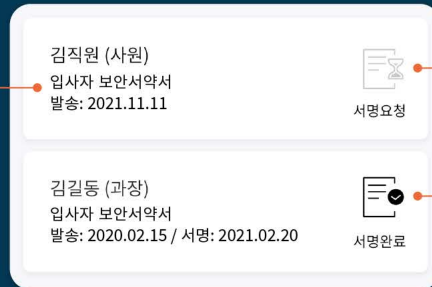 김직원 (사원)
입사자 보안서약서
발송: 2021.11.11
서명요청
김길동 (과장)
입사자 보안서약서
발송: 2020.02.15 / 서명: 2021.02.20
서명완료